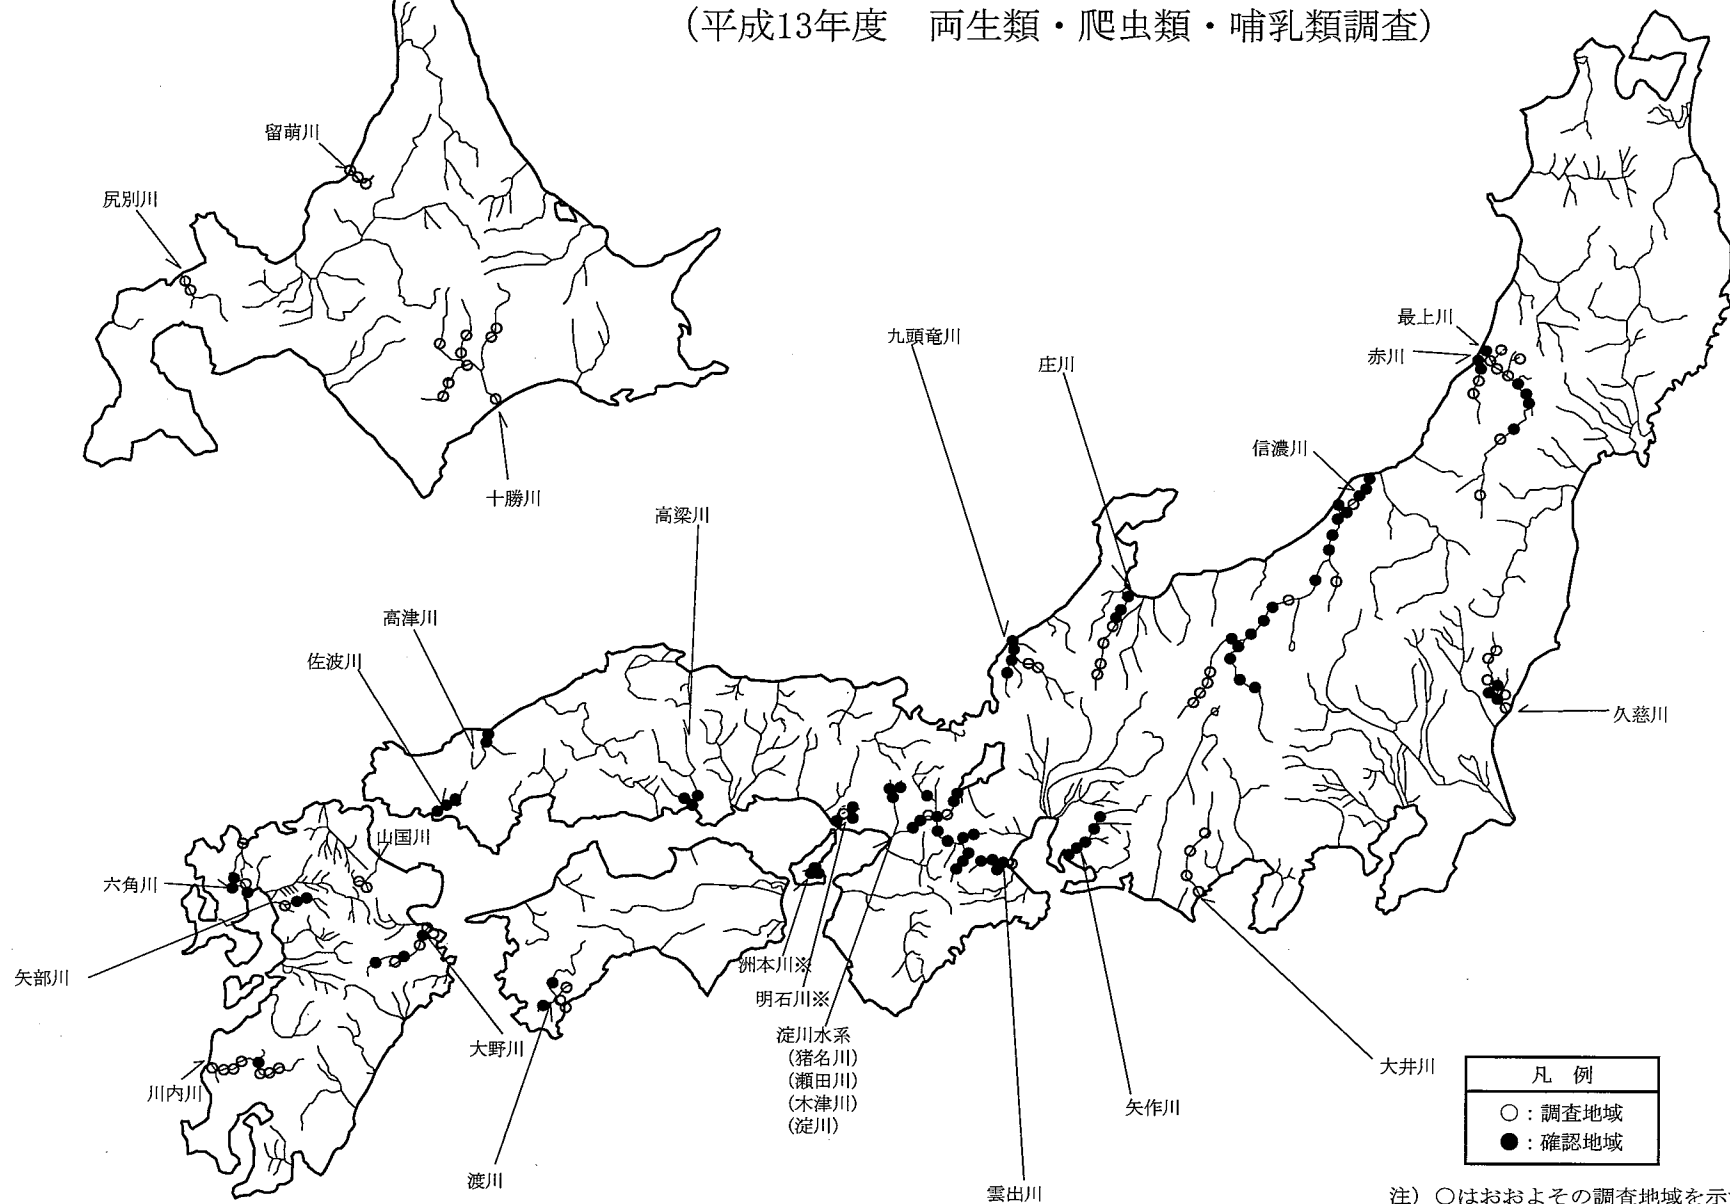 (平成13年度　両生類・爬虫類・哺乳類調査)
留萌川
尻別川
十勝川
最上川
赤川
九頭竜川
庄川
信濃川
高梁川
高津川
佐波川
久慈川
山国川
六角川
矢部川
洲本川※
明石川※
淀川水系
(猪名川)
(瀬田川)
(木津川)
(淀川)
大野川
川内川
渡川
雲出川
矢作川
大井川
凡　例
○：調査地域
●：確認地域
注) ○はおおよその調査地域を示